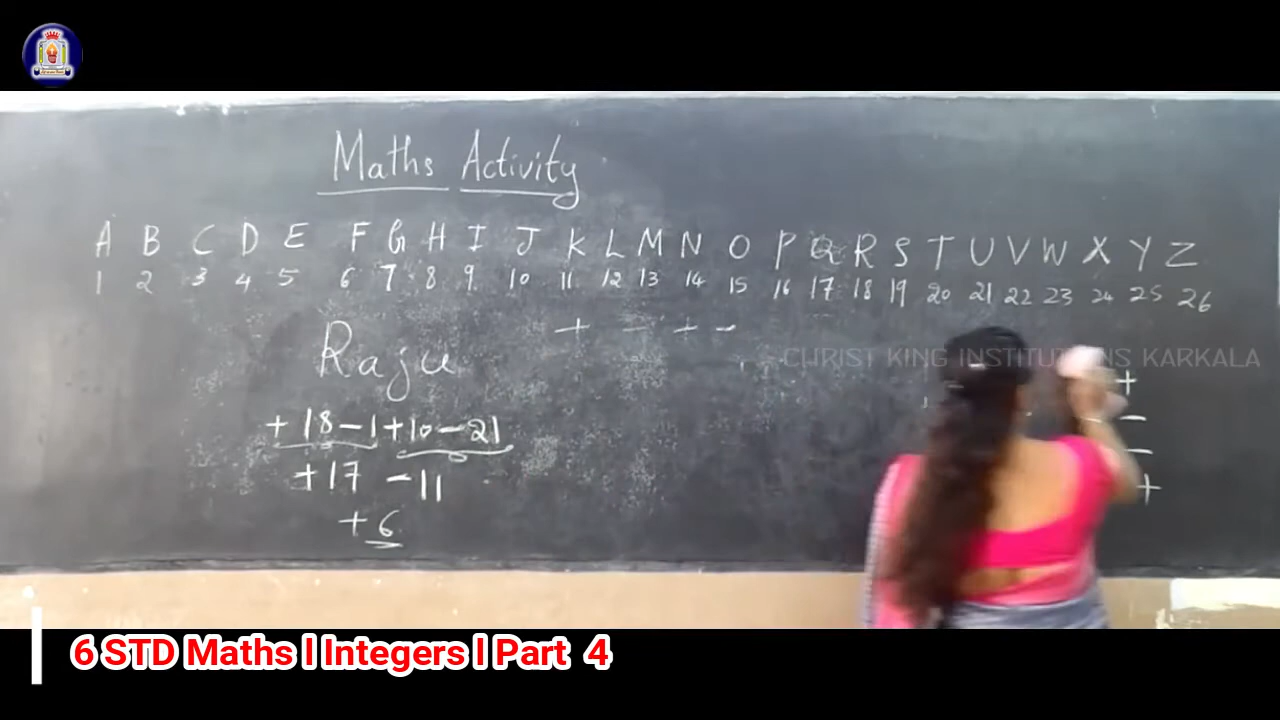 Maths Activity
A B C D E F G H I J K L M N O P Q R S T U V W X Y Z
1 2 3 4 5 6 7 8 9 10 11 12 13 14 15 16 17 18 19 20 21 22 23 24 25 26
+ - + -
Raju
CHRIST KING INSTITUTIONS KARKALA
+
+ 18 - 1 + 10 - 21
-
-
+ 17 - 11
+
+ 6
6 STD Maths l Integers l Part 4